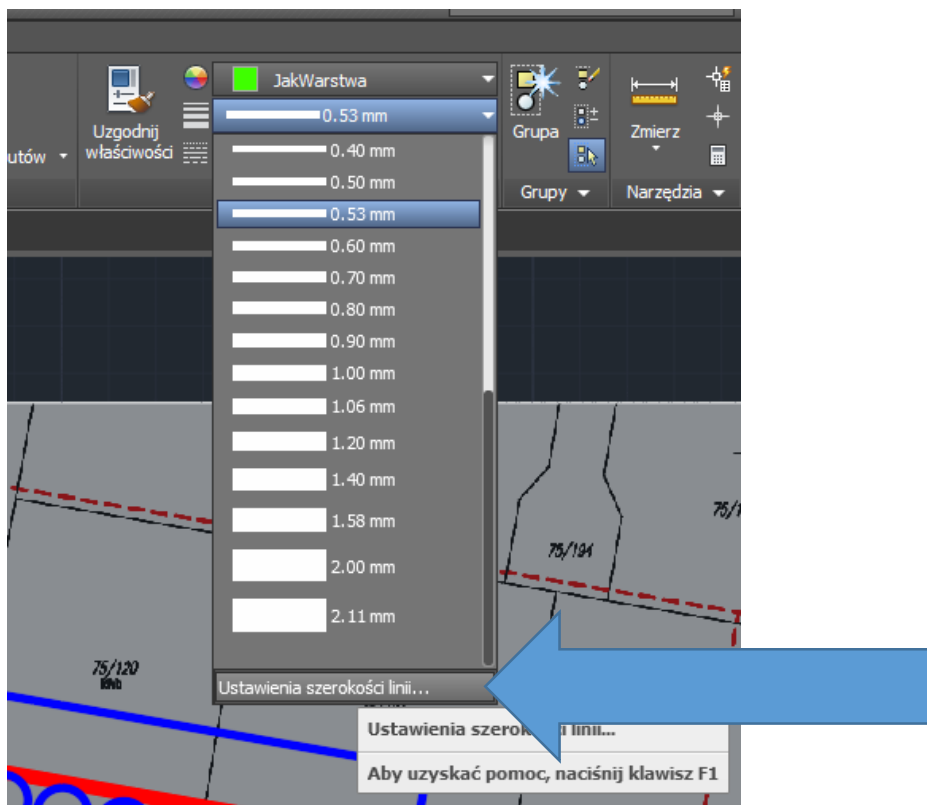 JakWarstwa
0.53 mm
Uzgodnij
właściwości
utów
Grupa
Zmierz
Grupy
Narzędzia
0.40 mm
0.50 mm
0.53 mm
0.60 mm
0.70 mm
0.80 mm
0.90 mm
1.00 mm
1.06 mm
1.20 mm
1.40 mm
1.58 mm
2.00 mm
2.11 mm
Ustawienia szerokości linii...
Ustawienia szerok i linii...
Aby uzyskać pomoc, naciśnij klawisz F1
75/1
75/194
75/120